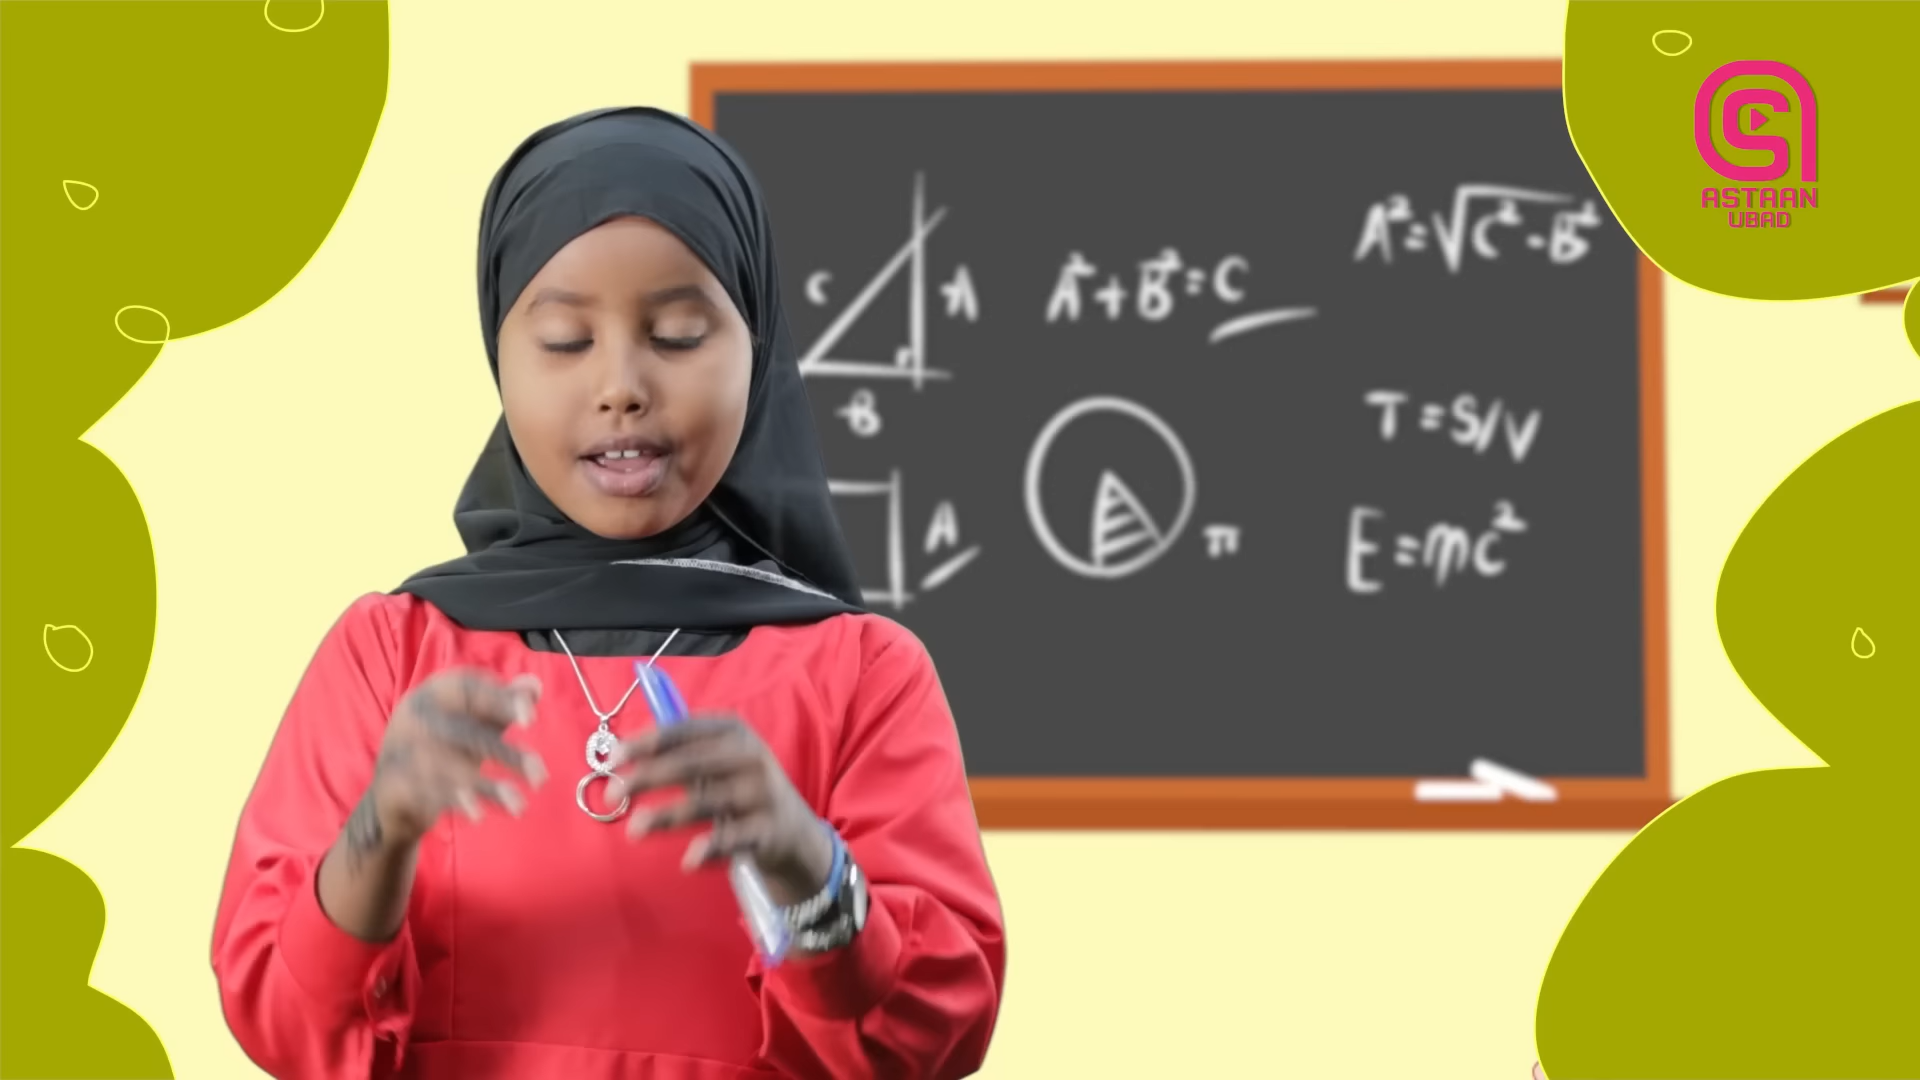 ASTAAN
UBAD
A² = √C² - B²
C
A
A² + B² = C
B
T = S/V
A
π
E = mc²